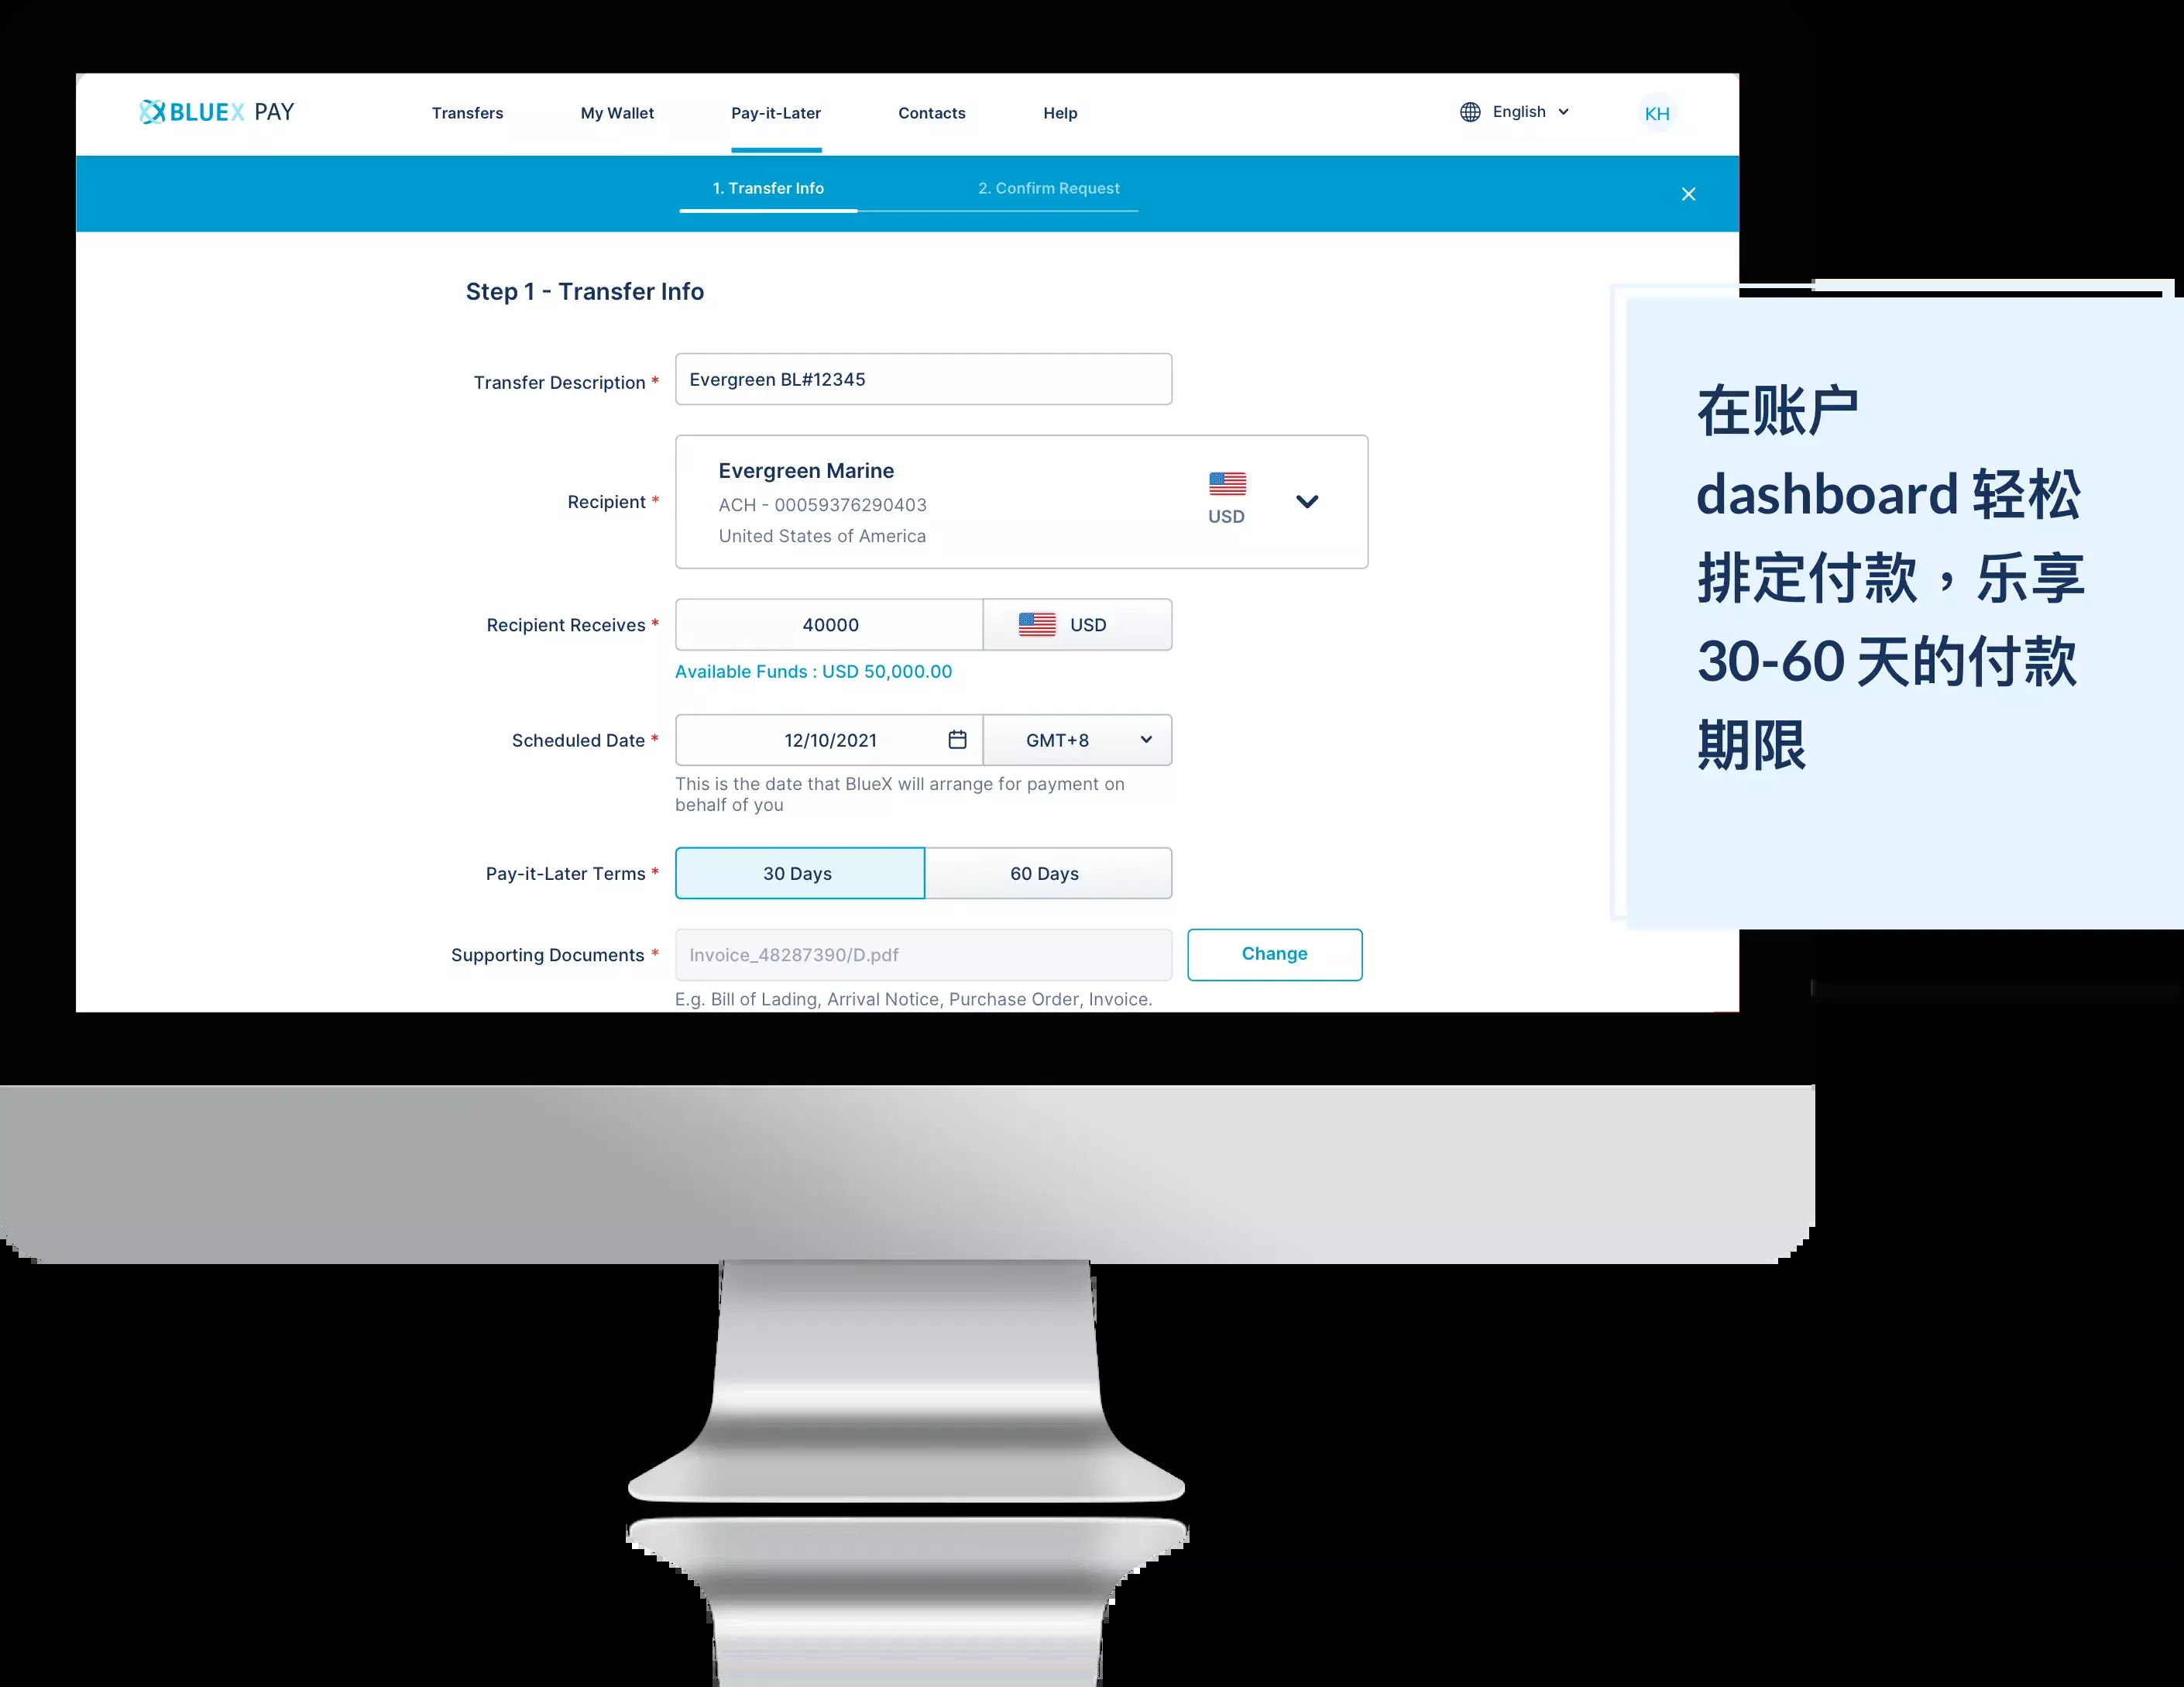 BLUEX PAY
Transfers
My Wallet
Pay-it-Later
Contacts
Help
English
KH
1. Transfer Info
2. Confirm Request
Step 1 - Transfer Info
Transfer Description *
Evergreen BL#12345
Recipient *
Evergreen Marine
ACH - 00059376290403
United States of America
USD
Recipient Receives *
40000
USD
Available Funds : USD 50,000.00
Scheduled Date *
12/10/2021
GMT+8
This is the date that BlueX will arrange for payment on
behalf of you
Pay-it-Later Terms *
30 Days
60 Days
Supporting Documents *
Invoice_48287390/D.pdf
Change
E.g. Bill of Lading, Arrival Notice, Purchase Order, Invoice.
在账户
dashboard 轻松
排定付款，乐享
30-60 天的付款
期限